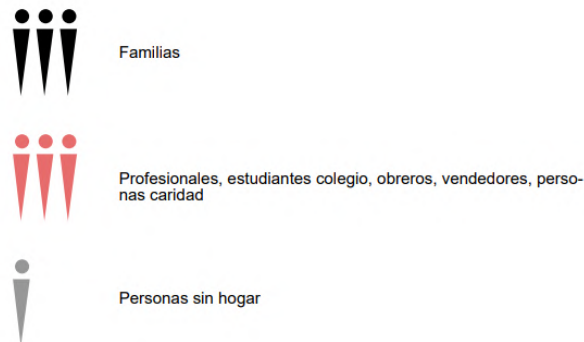 Familias
Profesionales, estudiantes colegio, obreros, vendedores, perso-
nas caridad
Personas sin hogar